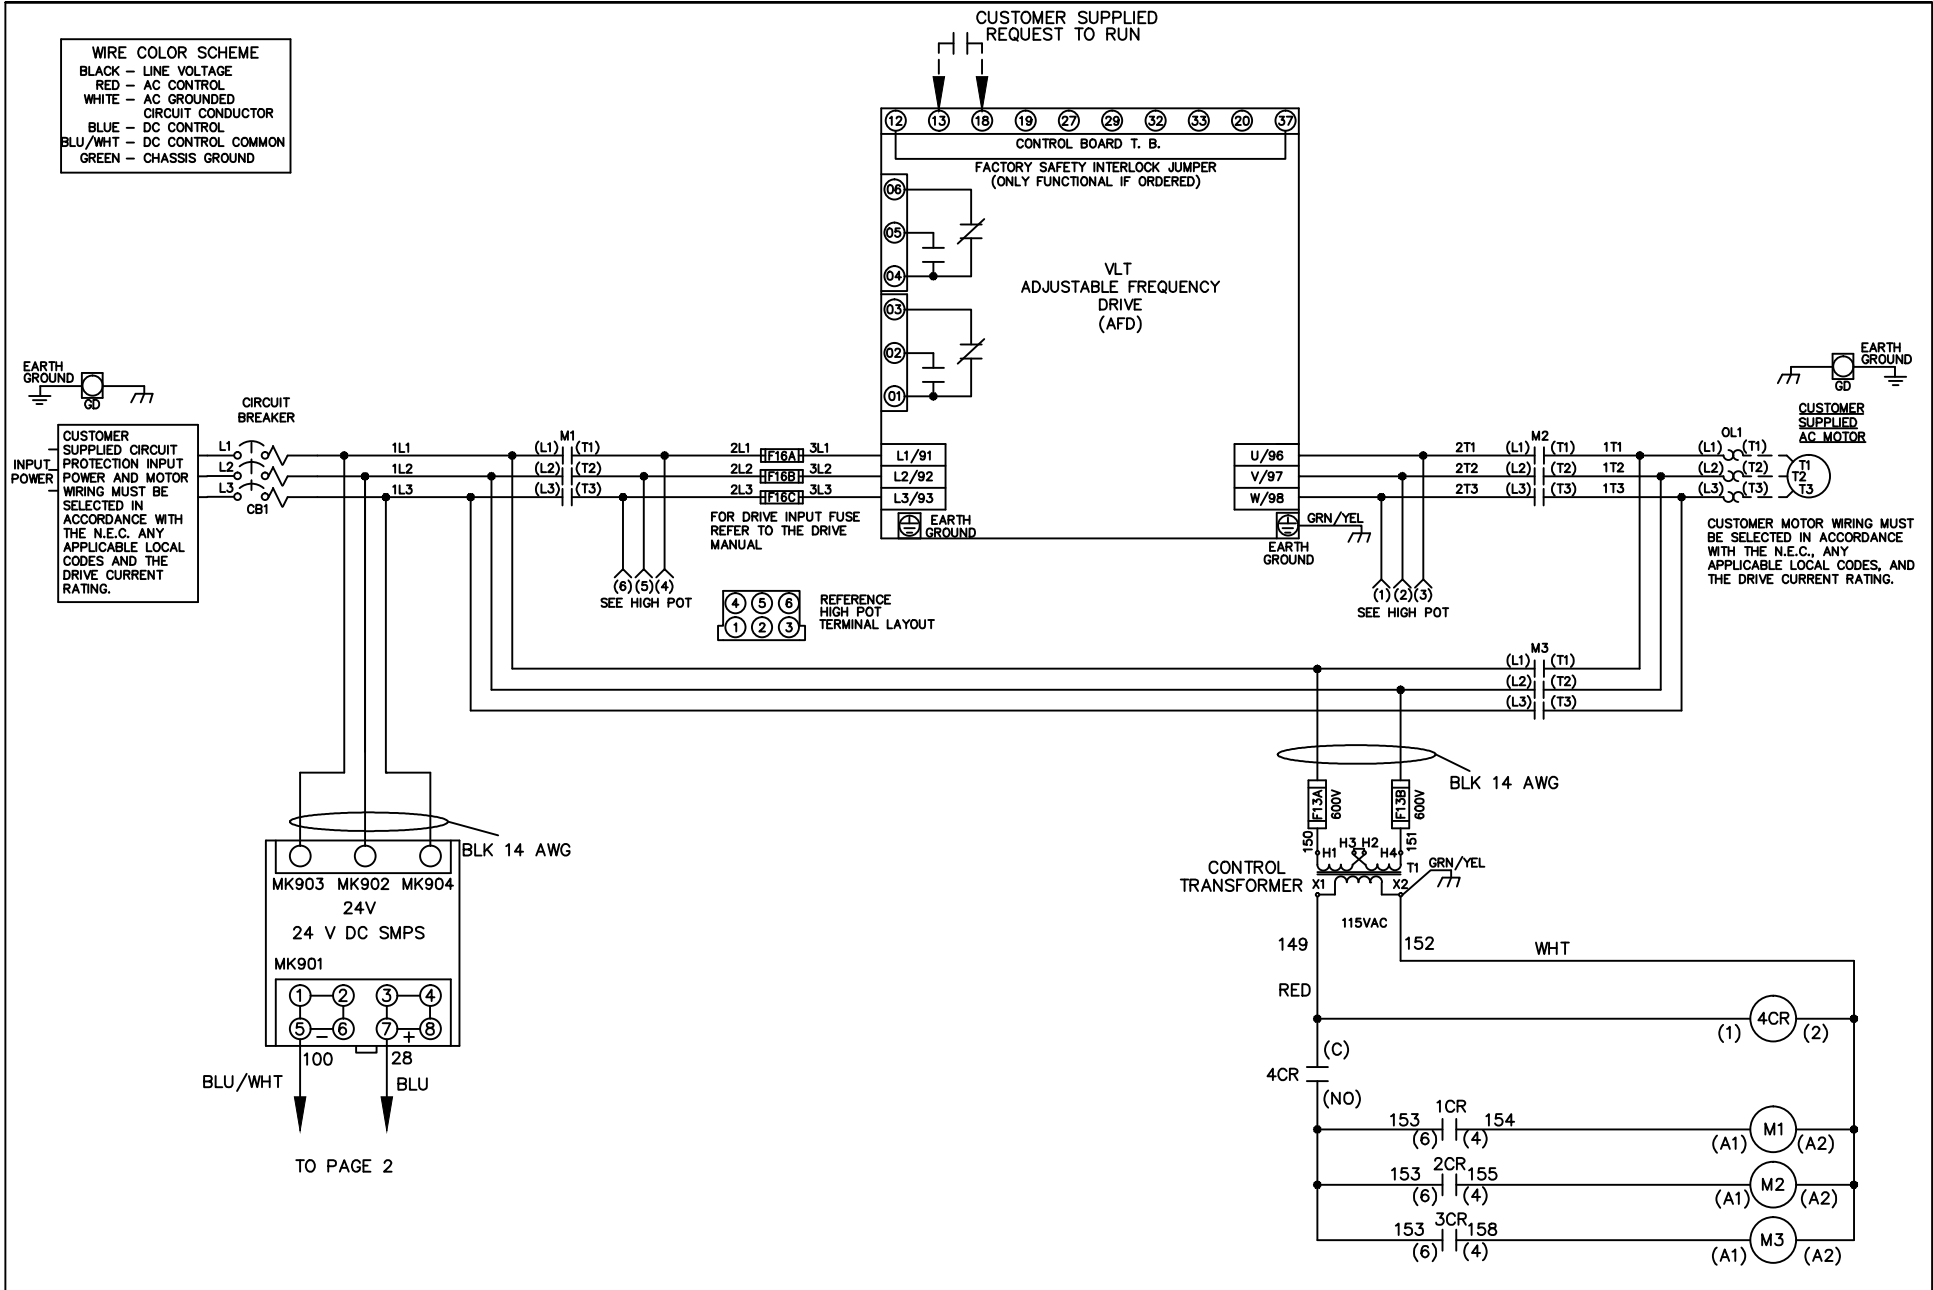 CUSTOMER SUPPLIED
REQUEST TO RUN
WIRE COLOR SCHEME
BLACK – LINE VOLTAGE
RED – AC CONTROL
WHITE – AC GROUNDED
CIRCUIT CONDUCTOR
BLUE – DC CONTROL
BLU/WHT – DC CONTROL COMMON
GREEN – CHASSIS GROUND
12 13 18 19 27 29 32 33 20 37
CONTROL BOARD T. B.
FACTORY SAFETY INTERLOCK JUMPER
(ONLY FUNCTIONAL IF ORDERED)
06
05
04
03
02
01
VLT
ADJUSTABLE FREQUENCY
DRIVE
(AFD)
EARTH
GROUND
GD
CIRCUIT
BREAKER
INPUT
POWER
CUSTOMER
SUPPLIED CIRCUIT
PROTECTION INPUT
POWER AND MOTOR
WIRING MUST BE
SELECTED IN
ACCORDANCE WITH
THE N.E.C. ANY
APPLICABLE LOCAL
CODES AND THE
DRIVE CURRENT
RATING.
L1
L2
L3
CB1
1L1
1L2
1L3
M1
(L1) (T1)
(L2) (T2)
(L3) (T3)
2L1 F16A 3L1
2L2 F16B 3L2
2L3 F16C 3L3
L1/91
L2/92
L3/93
EARTH
GROUND
FOR DRIVE INPUT FUSE
REFER TO THE DRIVE
MANUAL
(6) (5) (4)
SEE HIGH POT
4 5 6
1 2 3
REFERENCE
HIGH POT
TERMINAL LAYOUT
U/96
V/97
W/98
GRN/YEL
EARTH
GROUND
2T1
2T2
2T3
M2
(L1) (T1)
(L2) (T2)
(L3) (T3)
1T1
1T2
1T3
(1) (2) (3)
SEE HIGH POT
EARTH
GROUND
GD
CUSTOMER
SUPPLIED
AC MOTOR
OL1
(L1) (T1)
(L2) (T2)
(L3) (T3)
T1
T2
T3
CUSTOMER MOTOR WIRING MUST
BE SELECTED IN ACCORDANCE
WITH THE N.E.C., ANY
APPLICABLE LOCAL CODES, AND
THE DRIVE CURRENT RATING.
M3
(L1) (T1)
(L2) (T2)
(L3) (T3)
BLK 14 AWG
BLK 14 AWG
MK903 MK902 MK904
24V
24 V DC SMPS
MK901
1 2 3 4
5 – 6 7 + 8
100 28
BLU/WHT BLU
TO PAGE 2
F13A 600V
F13B 600V
150 151
H1 H3 H2 H4
T1
GRN/YEL
CONTROL
TRANSFORMER
X1 X2
115VAC
149 152
WHT
RED
4CR
(1) (2)
(C)
4CR
(NO)
1CR
153 154
(6) (4)
M1
(A1) (A2)
2CR
153 155
(6) (4)
M2
(A1) (A2)
3CR
153 158
(6) (4)
M3
(A1) (A2)